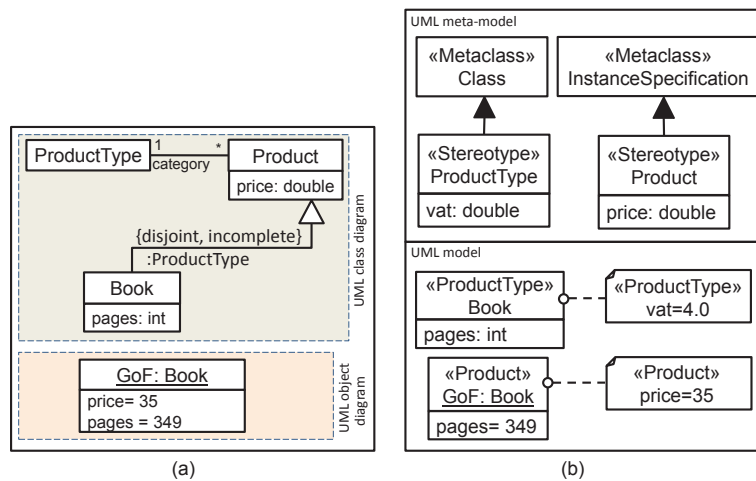 ProductType
1
category
*
Product
price: double
{disjoint, incomplete}
:ProductType
Book
pages: int
UML class diagram
GoF: Book
price= 35
pages = 349
UML object
diagram
(a)
UML meta-model
«Metaclass»
Class
«Metaclass»
InstanceSpecification
«Stereotype»
ProductType
vat: double
«Stereotype»
Product
price: double
UML model
«ProductType»
Book
pages: int
«ProductType»
vat=4.0
«Product»
GoF: Book
pages= 349
«Product»
price=35
(b)